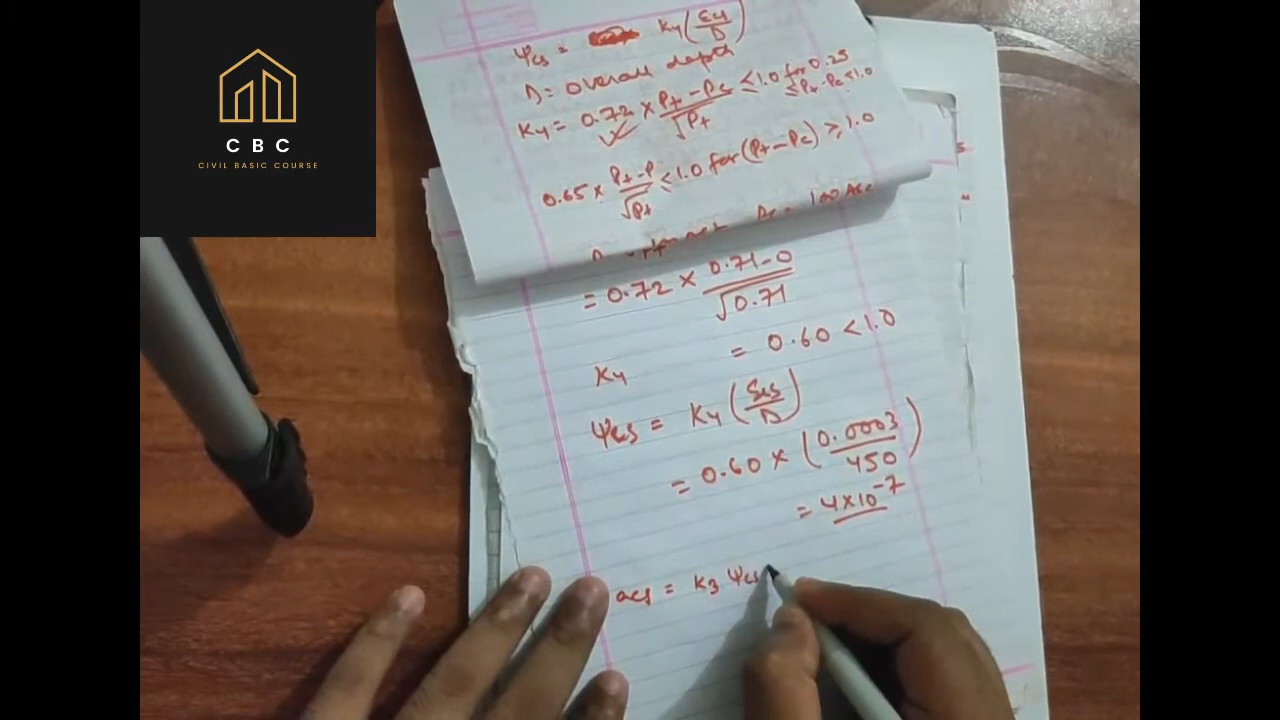 CBC
CIVIL BASIC COURSE
Ψcs = K4 (εcs/D)
D = overall depth
K4 = 0.72 × Pt - Pc/√Pt ≤ 1.0 for 0.25 ≤ Pt - Pc < 1.0
0.65 × Pt - P/√Pt ≤ 1.0 for (Pt - Pc) ≥ 1.0
= 100 Asc
= 0.72 × 0.71 - 0/√0.71
= 0.60 < 1.0
K4
Ψcs = K4 (εcs/D)
= 0.60 × (0.0003/450)
= 4×10⁻⁷
acs = K3 Ψcs